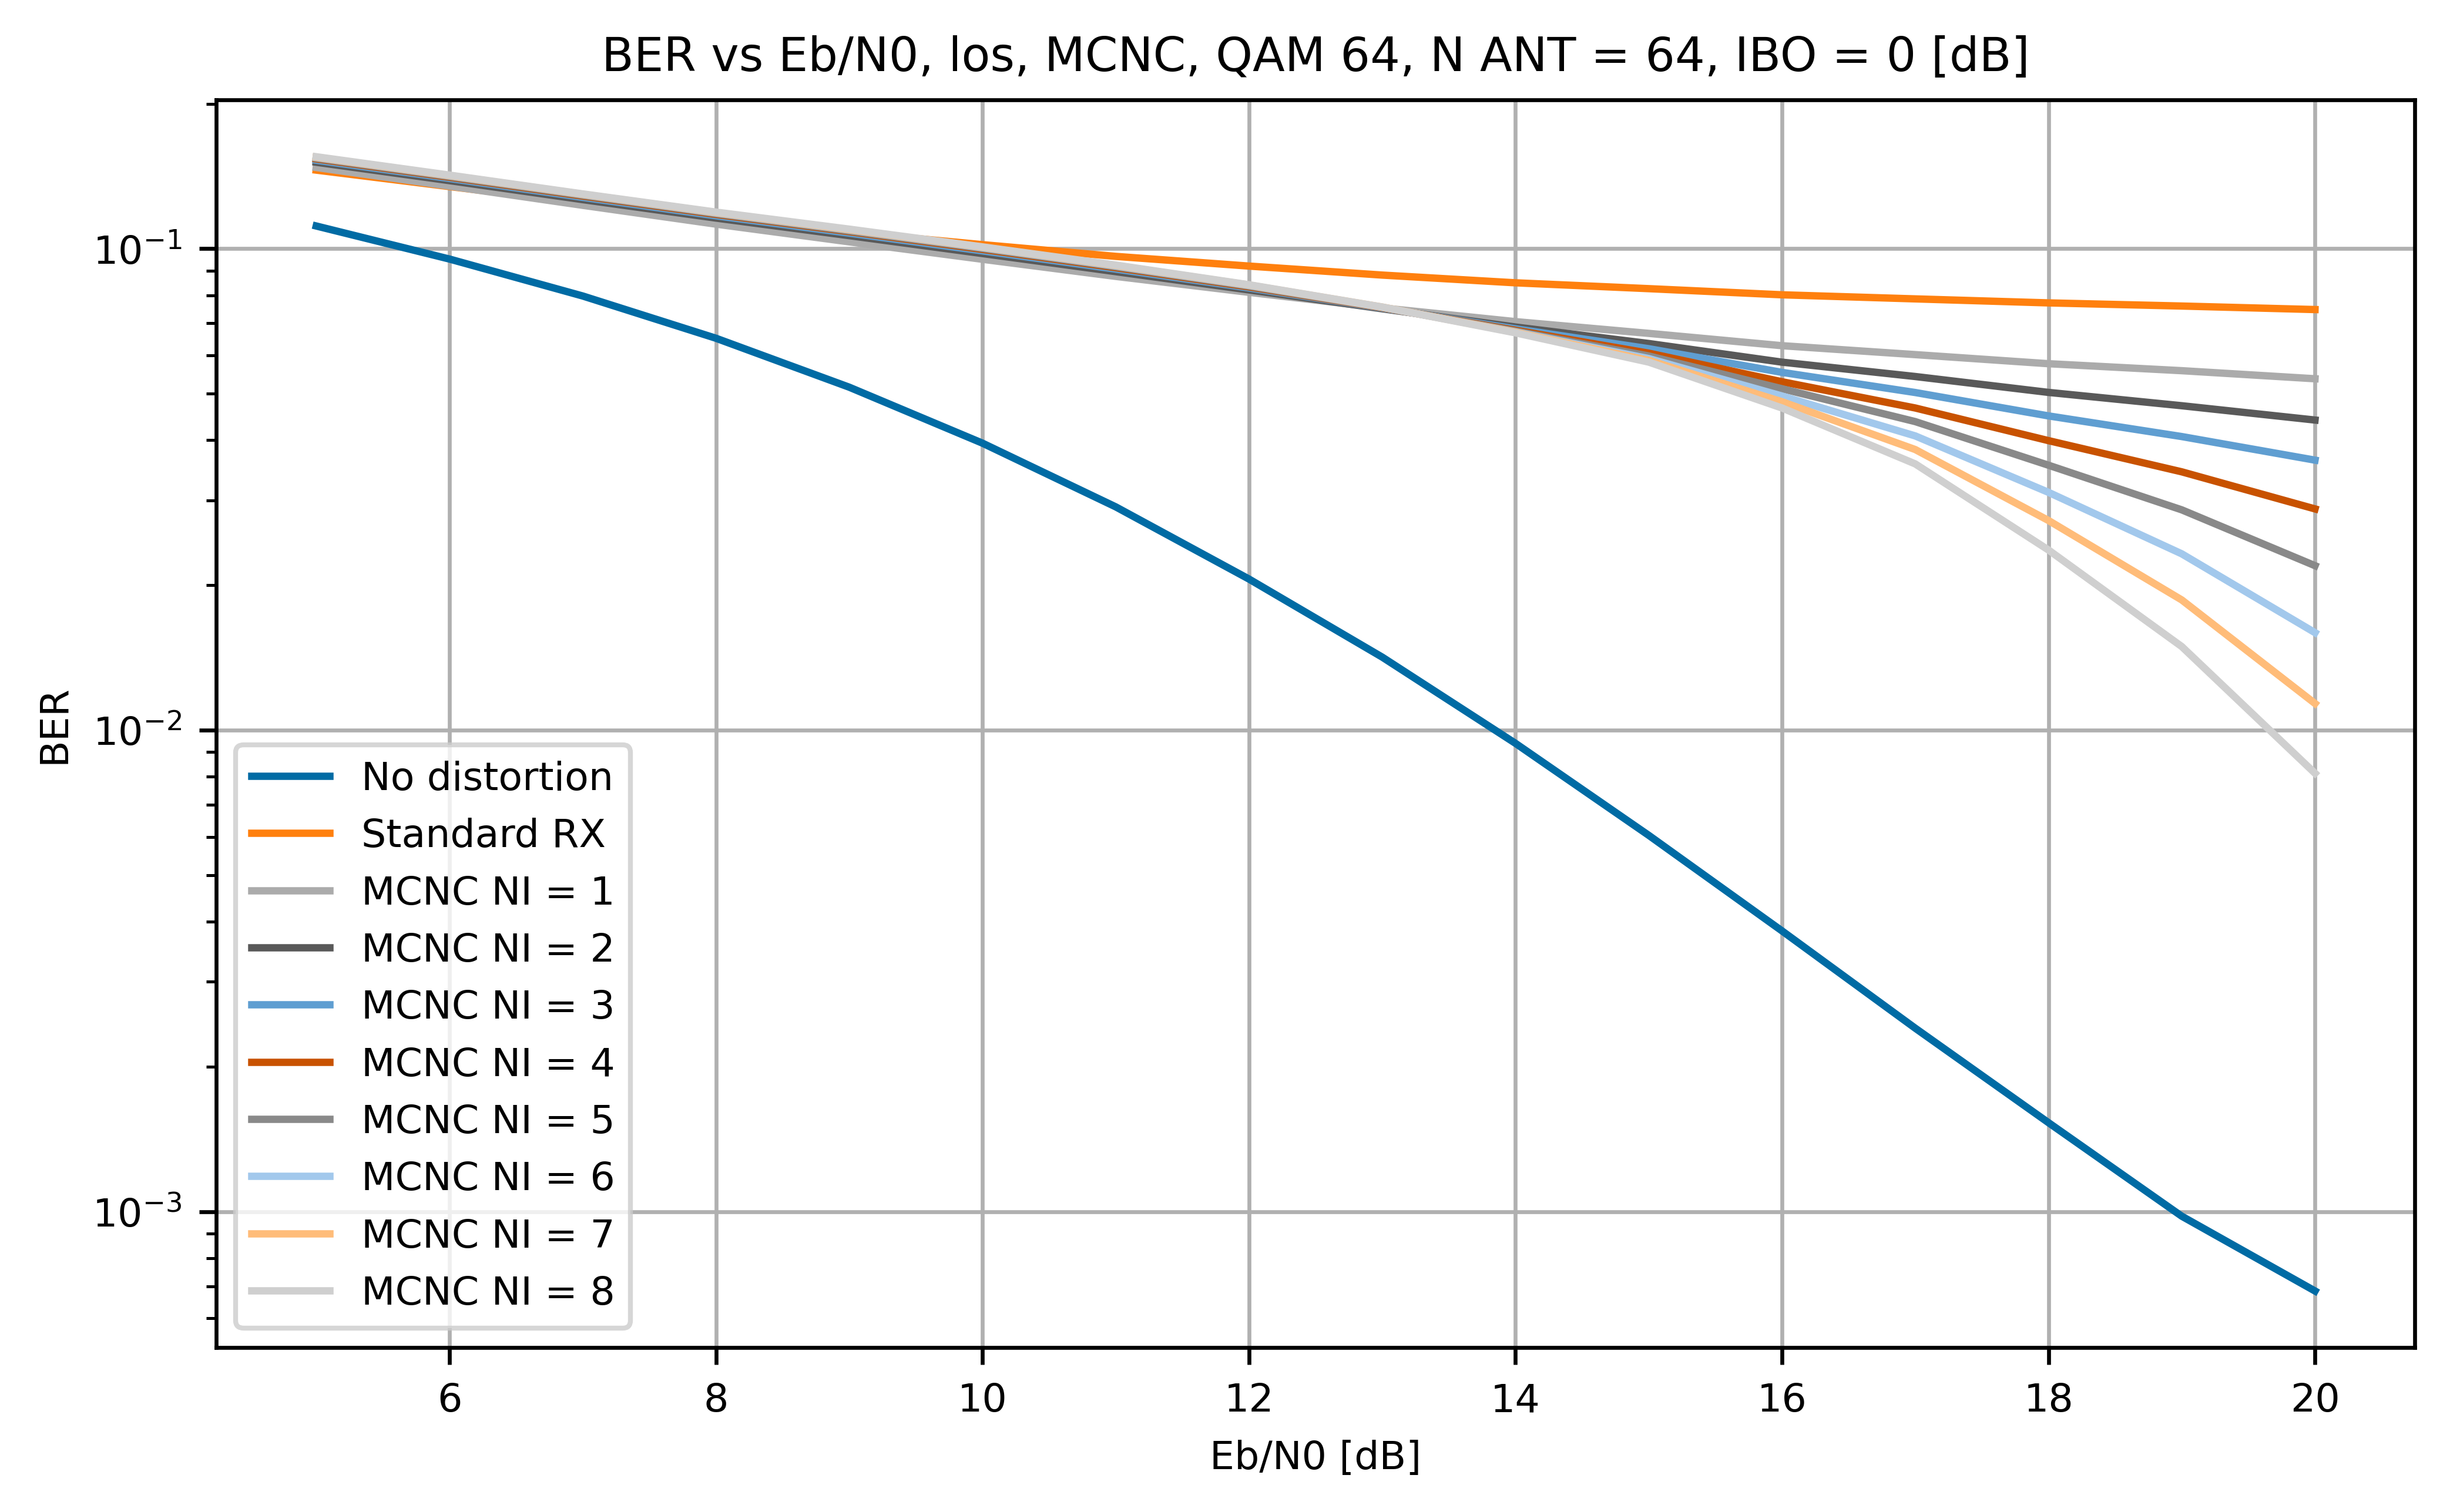 BER vs Eb/N0, los, MCNC, QAM 64, N ANT = 64, IBO = 0 [dB]
BER
10⁻¹
10⁻²
10⁻³
No distortion
Standard RX
MCNC NI = 1
MCNC NI = 2
MCNC NI = 3
MCNC NI = 4
MCNC NI = 5
MCNC NI = 6
MCNC NI = 7
MCNC NI = 8
6 8 10 12 14 16 18 20
Eb/N0 [dB]